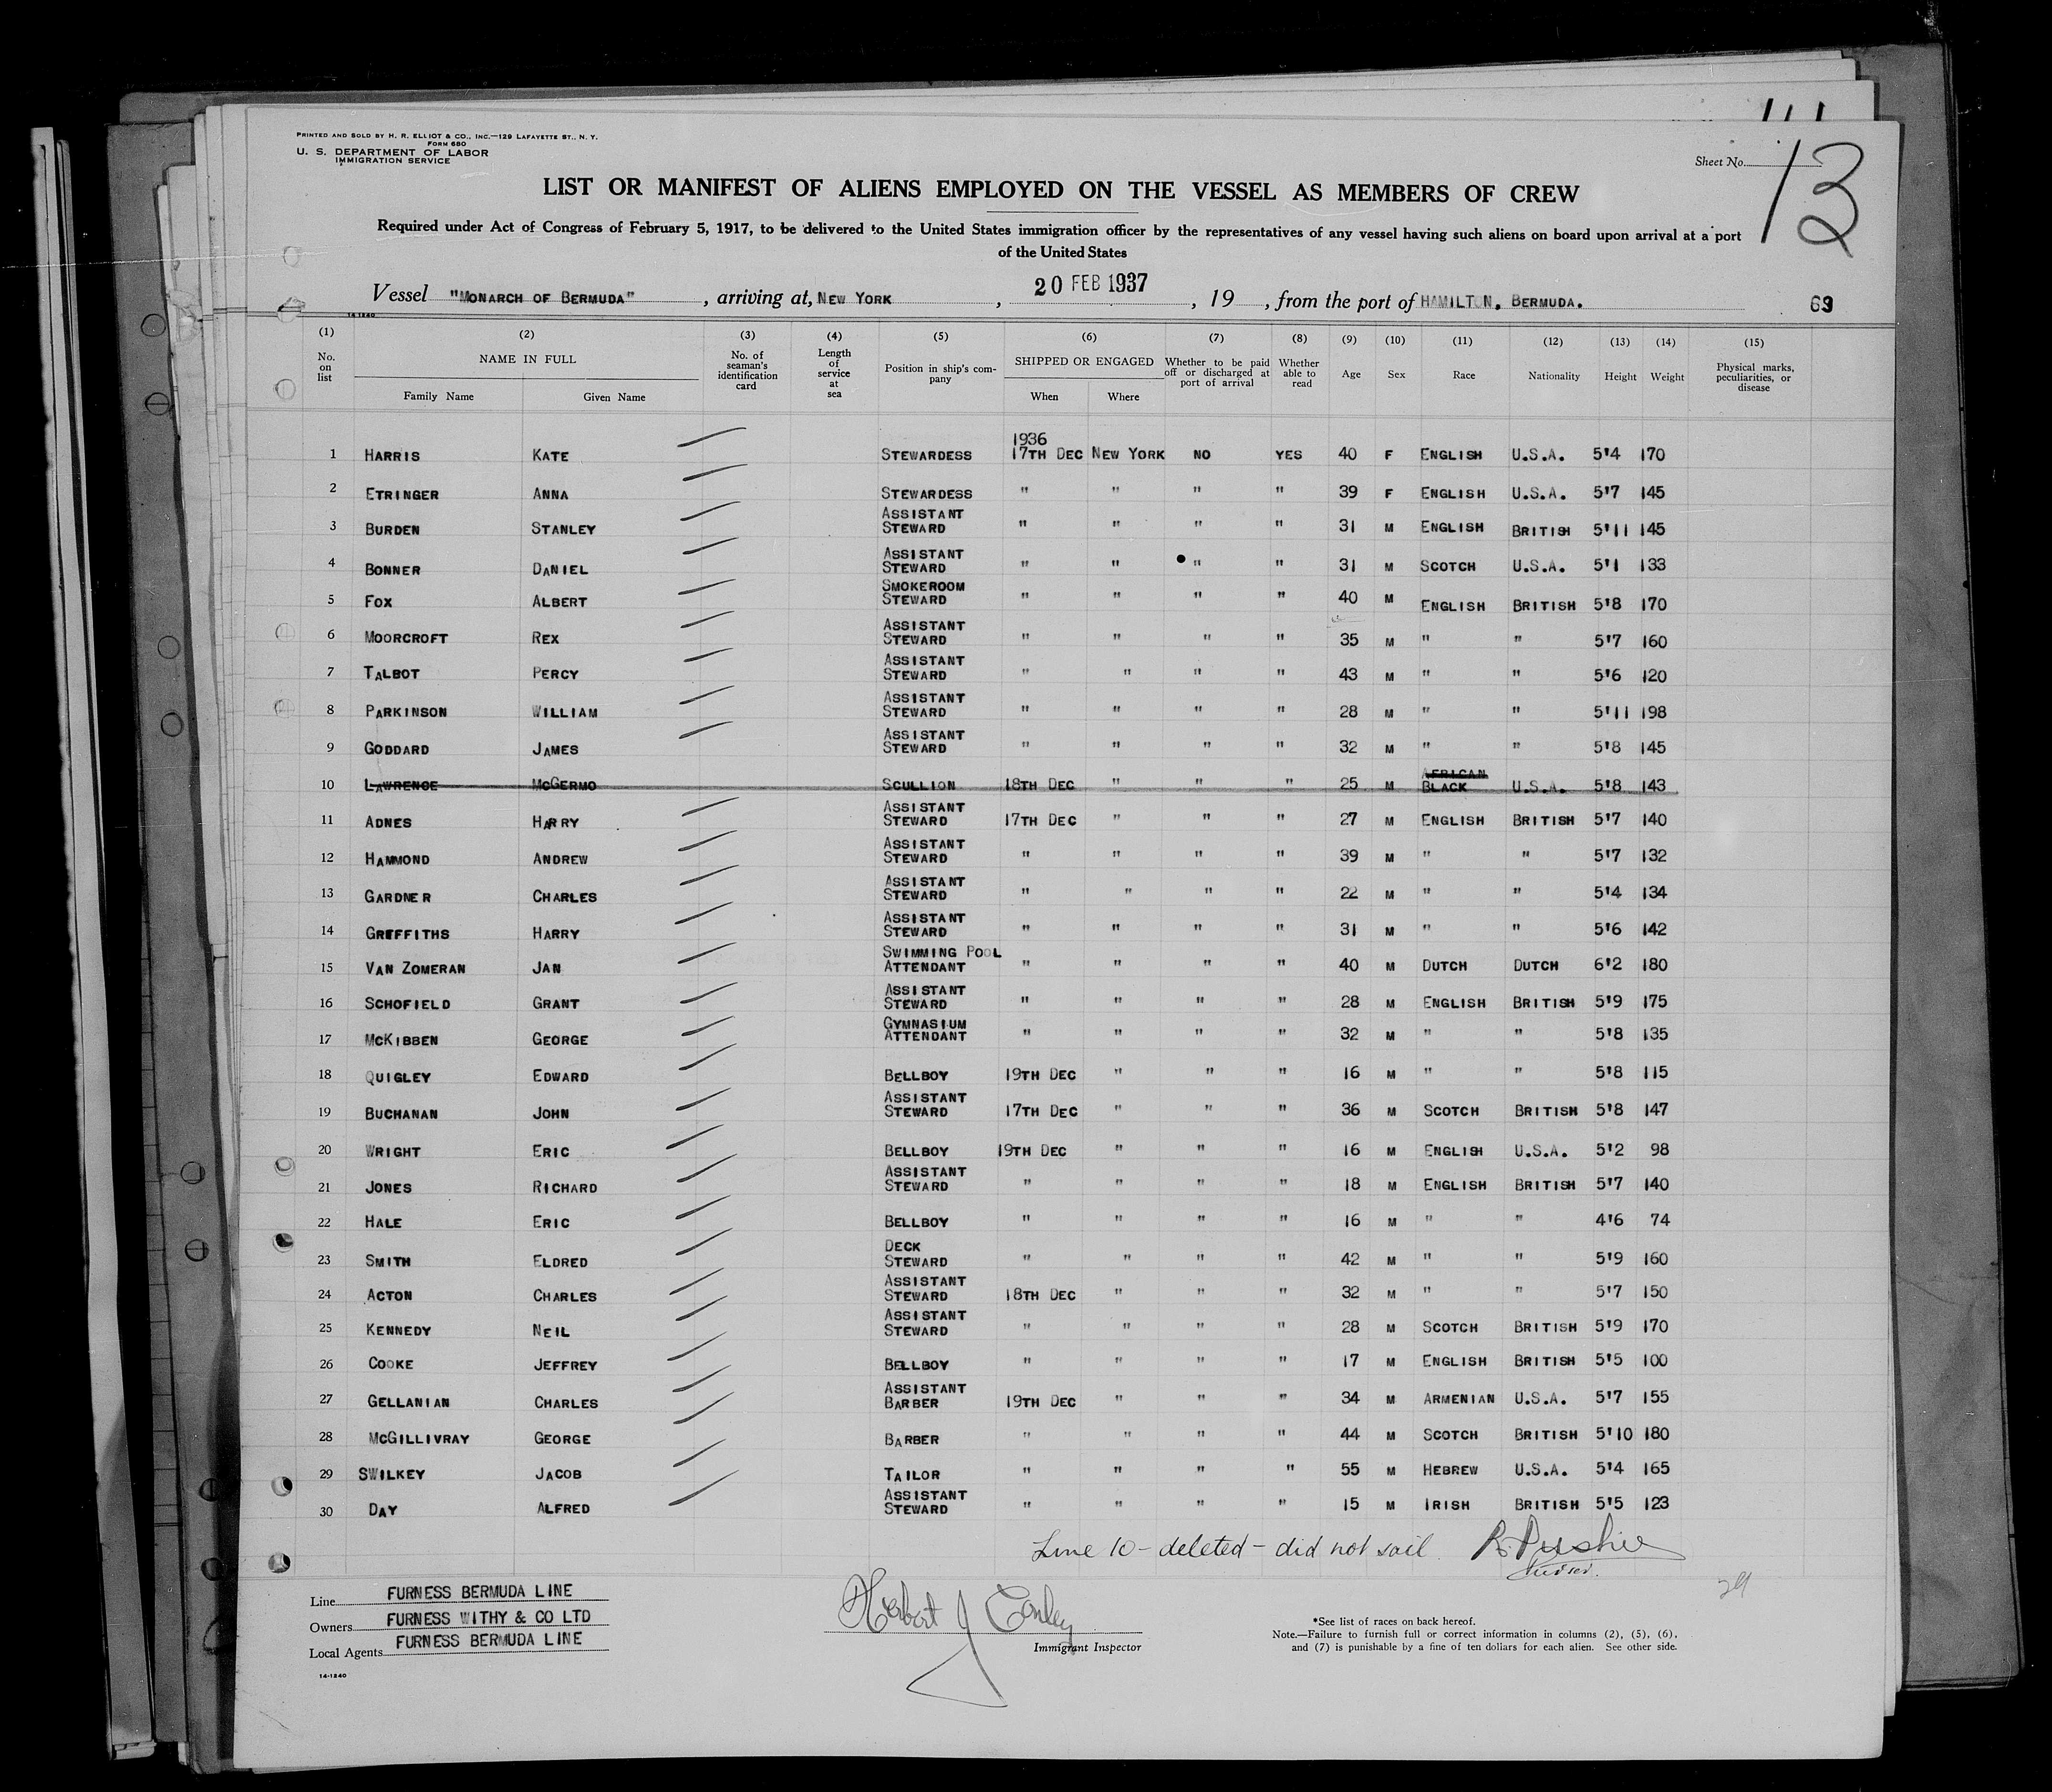 PRINTED AND SOLD BY H. R. ELLIOT & CO., INC.—129 LAFAYETTE ST., N. Y.
FORM 680
U. S. DEPARTMENT OF LABOR
IMMIGRATION SERVICE
Sheet No. 13
LIST OR MANIFEST OF ALIENS EMPLOYED ON THE VESSEL AS MEMBERS OF CREW
Required under Act of Congress of February 5, 1917, to be delivered to the United States immigration officer by the representatives of any vessel having such aliens on board upon arrival at a port
of the United States
Vessel "MONARCH OF BERMUDA", arriving at, NEW YORK, 20 FEB 1937, 19 , from the port of HAMILTON, BERMUDA. 69
14-1240
(1) (2) (3) (4) (5) (6) (7) (8) (9) (10) (11) (12) (13) (14) (15)
No. on list NAME IN FULL Family Name Given Name No. of seaman's identification card Length of service at sea Position in ship's company SHIPPED OR ENGAGED When Where Whether to be paid off or discharged at port of arrival Whether able to read Age Sex Race Nationality Height Weight Physical marks, peculiarities, or disease
1936
1 HARRIS KATE STEWARDESS 17TH DEC NEW YORK NO YES 40 F ENGLISH U.S.A. 5'4 170
2 ETRINGER ANNA STEWARDESS " " " " 39 F ENGLISH U.S.A. 5'7 145
3 BURDEN STANLEY ASSISTANT STEWARD " " " " 31 M ENGLISH BRITISH 5'11 145
4 BONNER DANIEL ASSISTANT STEWARD " " " " 31 M SCOTCH U.S.A. 5'1 133
5 FOX ALBERT SMOKEROOM STEWARD " " " " 40 M ENGLISH BRITISH 5'8 170
6 MOORCROFT REX ASSISTANT STEWARD " " " " 35 M " " 5'7 160
7 TALBOT PERCY ASSISTANT STEWARD " " " " 43 M " " 5'6 120
8 PARKINSON WILLIAM ASSISTANT STEWARD " " " " 28 M " " 5'11 198
9 GODDARD JAMES ASSISTANT STEWARD " " " " 32 M " " 5'8 145
10 LAWRENCE McGERMO SCULLION 18TH DEC " " " 25 M AFRICAN BLACK U.S.A. 5'8 143
11 ADNES HARRY ASSISTANT STEWARD 17TH DEC " " " 27 M ENGLISH BRITISH 5'7 140
12 HAMMOND ANDREW ASSISTANT STEWARD " " " " 39 M " " 5'7 132
13 GARDNER CHARLES ASSISTANT STEWARD " " " " 22 M " " 5'4 134
14 GRIFFITHS HARRY ASSISTANT STEWARD " " " " 31 M " " 5'6 142
15 VAN ZOMERAN JAN SWIMMING POOL ATTENDANT " " " " 40 M DUTCH DUTCH 6'2 180
16 SCHOFIELD GRANT ASSISTANT STEWARD " " " " 28 M ENGLISH BRITISH 5'9 175
17 McKIBBEN GEORGE GYMNASIUM ATTENDANT " " " " 32 M " " 5'8 135
18 QUIGLEY EDWARD BELLBOY 19TH DEC " " " 16 M " " 5'8 115
19 BUCHANAN JOHN ASSISTANT STEWARD 17TH DEC " " " 36 M SCOTCH BRITISH 5'8 147
20 WRIGHT ERIC BELLBOY 19TH DEC " " " 16 M ENGLISH U.S.A. 5'2 98
21 JONES RICHARD ASSISTANT STEWARD " " " " 18 M ENGLISH BRITISH 5'7 140
22 HALE ERIC BELLBOY " " " " 16 M " " 4'6 74
23 SMITH ELDRED DECK STEWARD " " " " 42 M " " 5'9 160
24 ACTON CHARLES ASSISTANT STEWARD 18TH DEC " " " 32 M " " 5'7 150
25 KENNEDY NEIL ASSISTANT STEWARD " " " " 28 M SCOTCH BRITISH 5'9 170
26 COOKE JEFFREY BELLBOY " " " " 17 M ENGLISH BRITISH 5'5 100
27 GELLANIAN CHARLES ASSISTANT BARBER 19TH DEC " " " 34 M ARMENIAN U.S.A. 5'7 155
28 McGILLIVRAY GEORGE BARBER " " " " 44 M SCOTCH BRITISH 5'10 180
29 SWILKEY JACOB TAILOR " " " " 55 M HEBREW U.S.A. 5'4 165
30 DAY ALFRED ASSISTANT STEWARD " " " " 15 M IRISH BRITISH 5'5 123
Line 10 - deleted - did not sail
Line FURNESS BERMUDA LINE
Owners FURNESS WITHY & CO LTD
Local Agents FURNESS BERMUDA LINE
14-1240
Herbert J Conley
Immigrant Inspector
29
*See list of races on back hereof.
Note.—Failure to furnish full or correct information in columns (2), (5), (6),
and (7) is punishable by a fine of ten dollars for each alien. See other side.